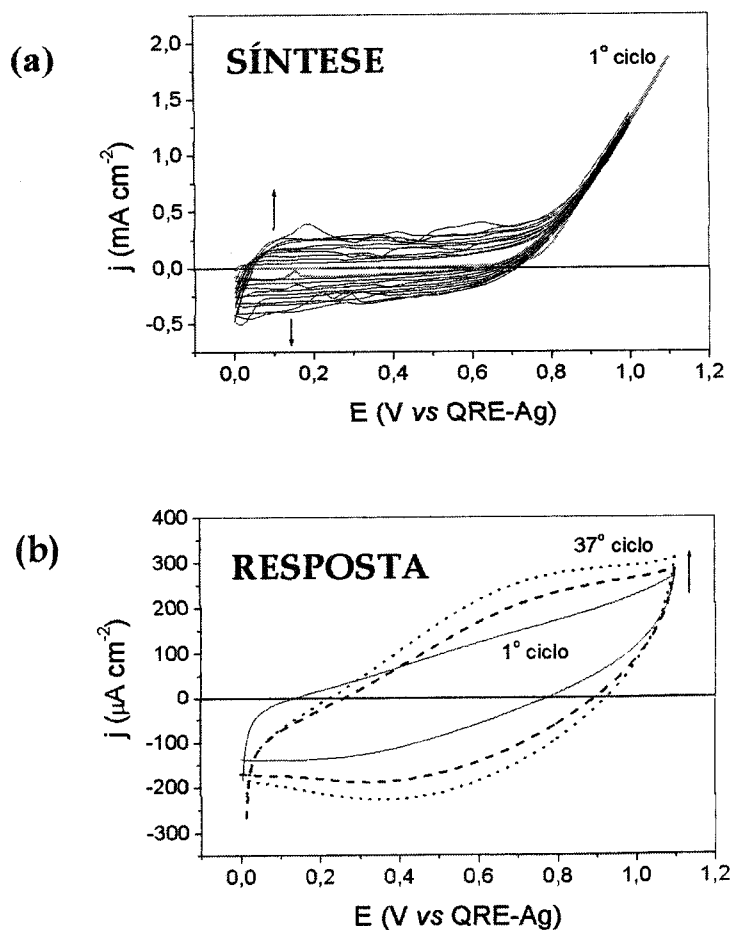 (a)
SÍNTESE
1° ciclo
2,0
1,5
1,0
0,5
0,0
-0,5
j (mA cm⁻²)
0,0 0,2 0,4 0,6 0,8 1,0 1,2
E (V vs QRE-Ag)
(b)
RESPOSTA
37° ciclo
1° ciclo
400
300
200
100
0
-100
-200
-300
j (µA cm⁻²)
0,0 0,2 0,4 0,6 0,8 1,0 1,2
E (V vs QRE-Ag)